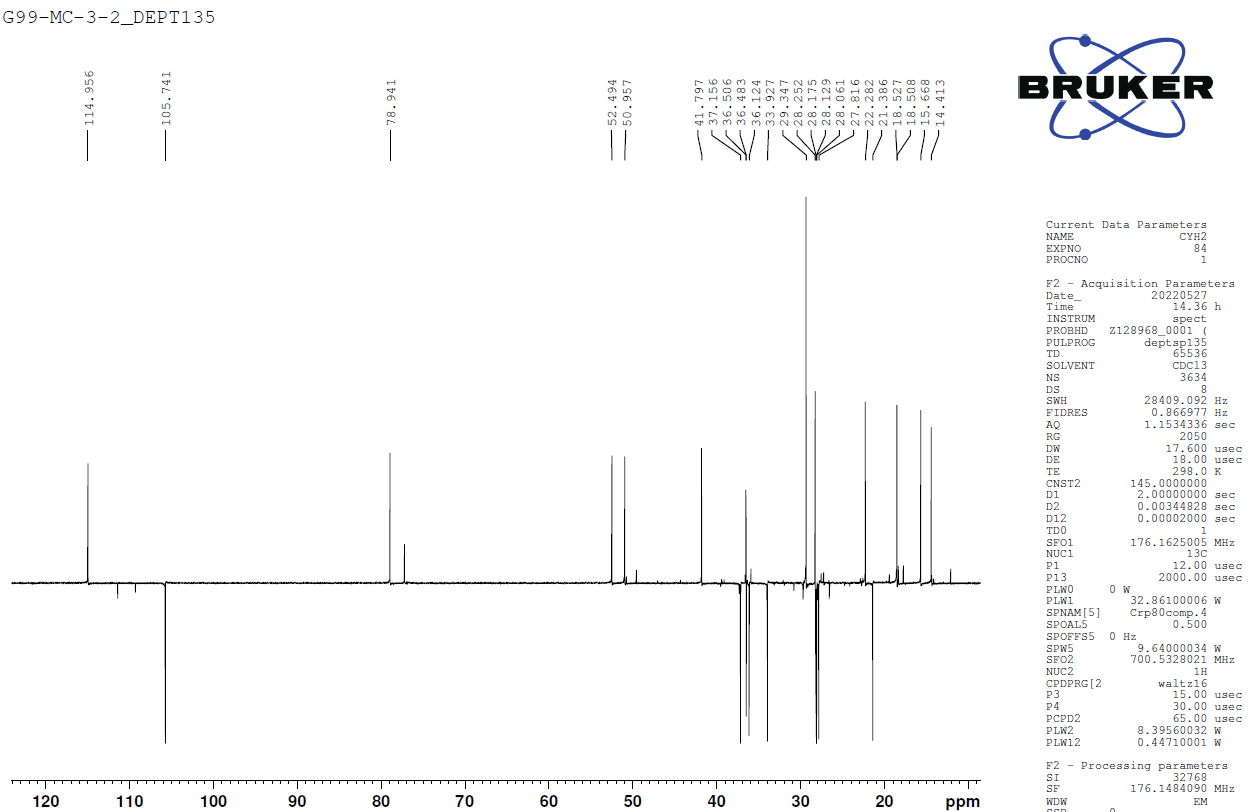 G99-MC-3-2_DEPT135
114.956
105.741
78.941
52.494
50.957
41.797
37.156
36.506
36.483
36.124
33.927
29.347
28.252
28.175
28.129
28.061
27.816
22.282
21.386
18.527
18.508
15.668
14.413
BRUKER
Current Data Parameters
NAME CYH2
EXPNO 84
PROCNO 1
F2 - Acquisition Parameters
Date_ 20220527
Time 14.36 h
INSTRUM spect
PROBHD Z128968_0001 (
PULPROG deptsp135
TD 65536
SOLVENT CDCl3
NS 3634
DS 8
SWH 28409.092 Hz
FIDRES 0.866977 Hz
AQ 1.1534336 sec
RG 2050
DW 17.600 usec
DE 18.00 usec
TE 298.0 K
CNST2 145.0000000
D1 2.00000000 sec
D2 0.00344828 sec
D12 0.00002000 sec
TD0 1
SFO1 176.1625005 MHz
NUC1 13C
P1 12.00 usec
P13 2000.00 usec
PLW0 0 W
PLW1 32.86100006 W
SPNAM[5] Crp80comp.4
SPOAL5 0.500
SPOFFS5 0 Hz
SPW5 9.64000034 W
SFO2 700.5328021 MHz
NUC2 1H
CPDPRG[2 waltz16
P3 15.00 usec
P4 30.00 usec
PCPD2 65.00 usec
PLW2 8.39560032 W
PLW12 0.44710001 W
F2 - Processing parameters
SI 32768
SF 176.1484090 MHz
WDW EM
120 110 100 90 80 70 60 50 40 30 20 ppm